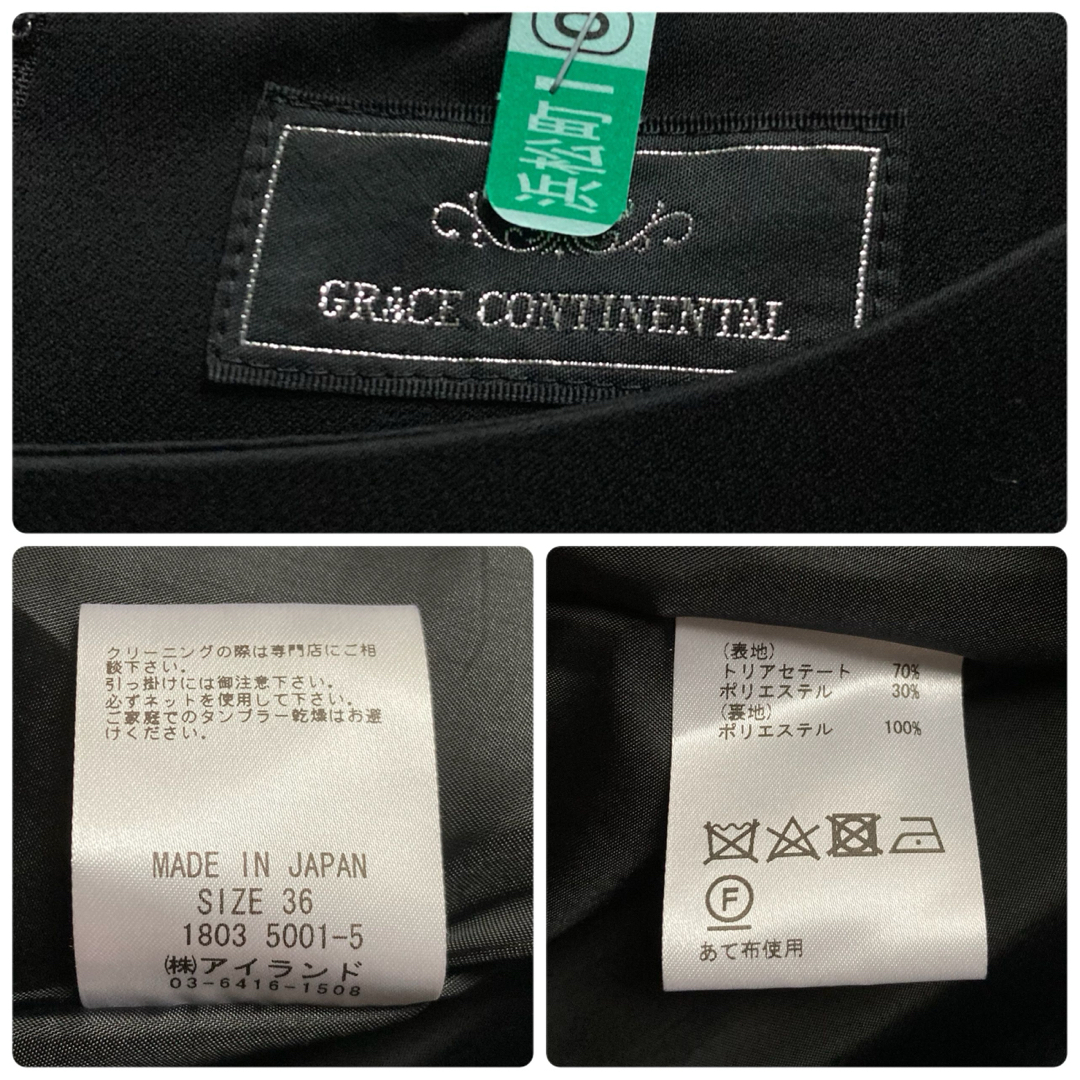 浜松町一
GRACE CONTINENTAL
クリーニングの際は専門店にご相
談下さい。
引っ掛けには御注意下さい。
必ずネットを使用して下さい。
ご家庭でのタンブラー乾燥はお避
けください。
MADE IN JAPAN
SIZE 36
1803 5001-5
(株)アイランド
03-6416-1508
(表地)
トリアセテート 70%
ポリエステル 30%
(裏地)
ポリエステル 100%
F
あて布使用